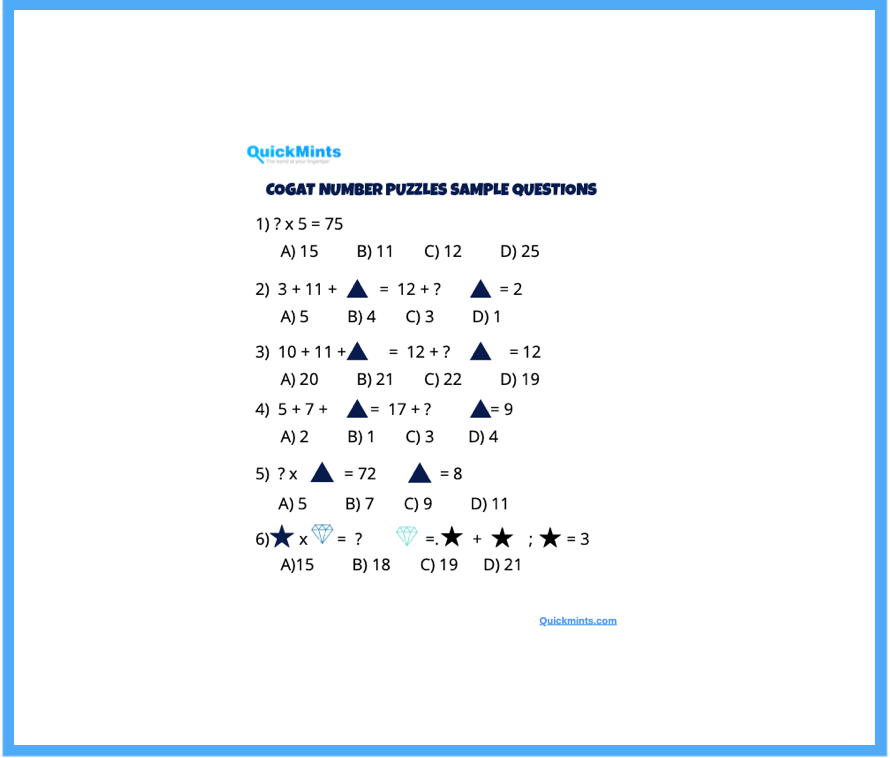 QuickMints
The world at your fingertips!
COGAT NUMBER PUZZLES SAMPLE QUESTIONS
1) ? x 5 = 75
A) 15 B) 11 C) 12 D) 25
2) 3 + 11 + = 12 + ? = 2
A) 5 B) 4 C) 3 D) 1
3) 10 + 11 + = 12 + ? = 12
A) 20 B) 21 C) 22 D) 19
4) 5 + 7 + = 17 + ? = 9
A) 2 B) 1 C) 3 D) 4
5) ? x = 72 = 8
A) 5 B) 7 C) 9 D) 11
6) x = ? =. + ; = 3
A)15 B) 18 C) 19 D) 21
Quickmints.com